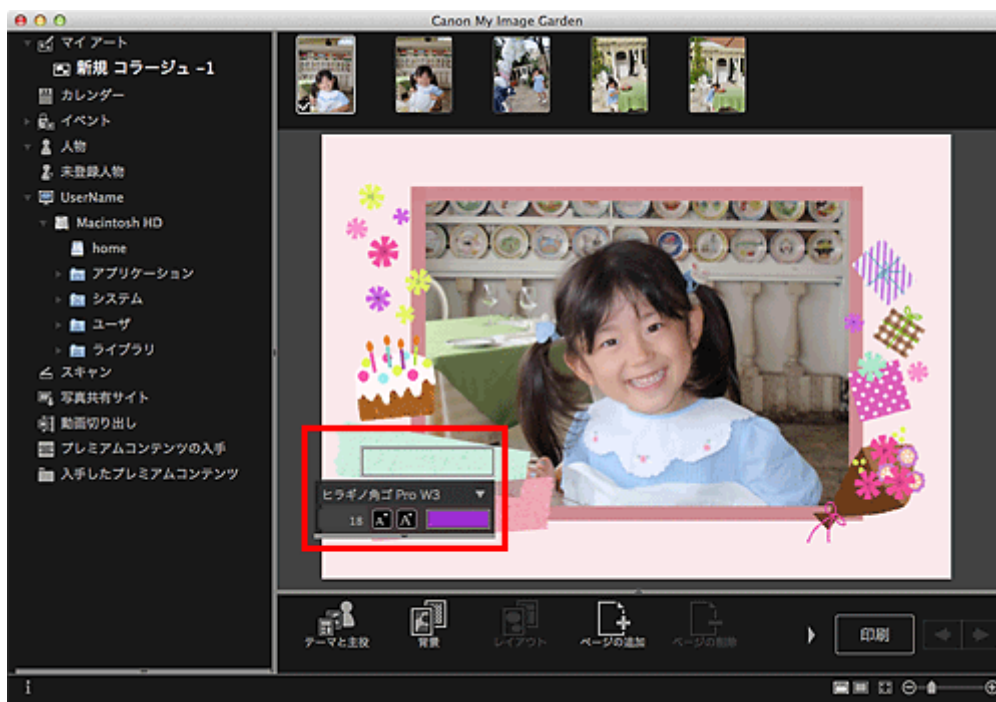 Canon My Image Garden
マイ アート
新規 コラージュ -1
カレンダー
イベント
人物
未登録人物
UserName
Macintosh HD
home
アプリケーション
システム
ユーザ
ライブラリ
スキャン
写真共有サイト
動画切り出し
プレミアムコンテンツの入手
入手したプレミアムコンテンツ
ヒラギノ角ゴ Pro W3
18 A A
テーマと主役 背景 レイアウト ページの追加 ページの削除 印刷
i